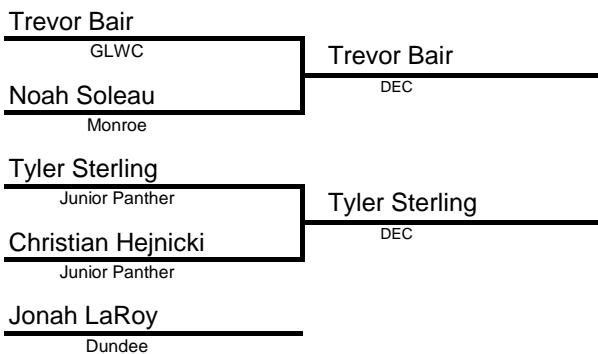 Trevor Bair
GLWC
Noah Soleau
Monroe
Trevor Bair
DEC
Tyler Sterling
Junior Panther
Christian Hejnicki
Junior Panther
Tyler Sterling
DEC
Jonah LaRoy
Dundee